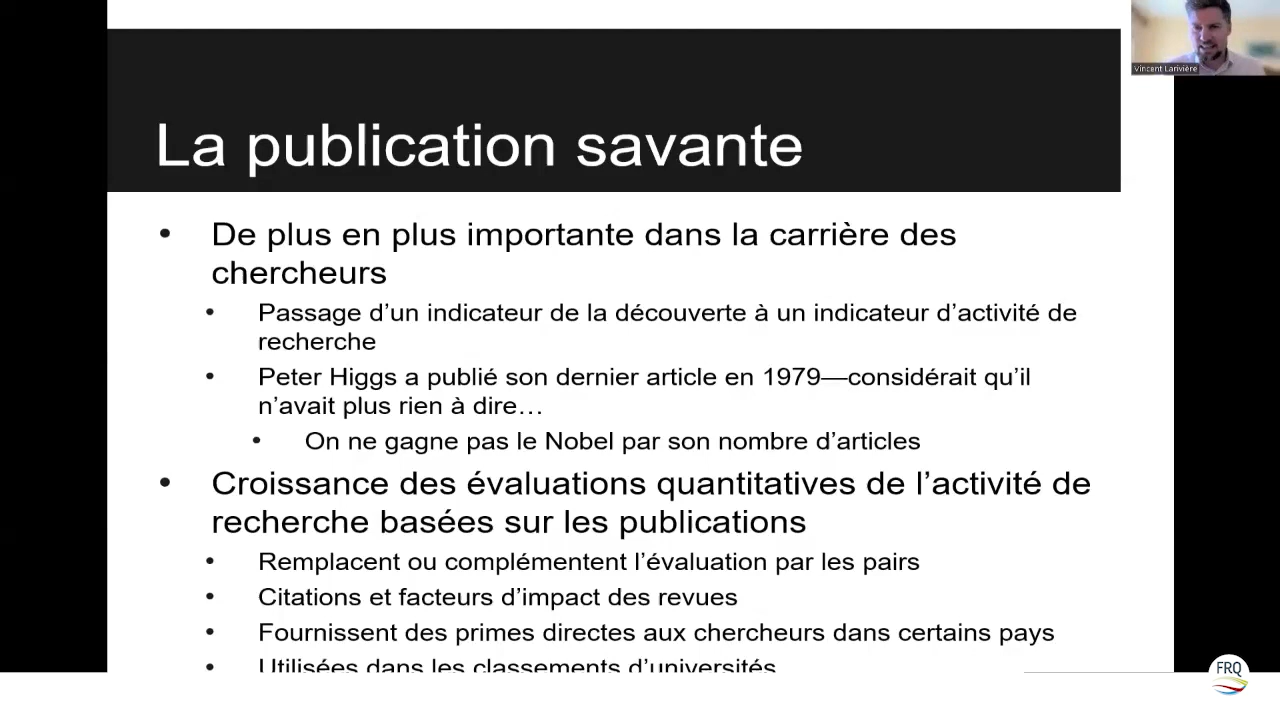 Vincent Larivière
La publication savante
• De plus en plus importante dans la carrière des
chercheurs
• Passage d’un indicateur de la découverte à un indicateur d’activité de
recherche
• Peter Higgs a publié son dernier article en 1979—considérait qu’il
n’avait plus rien à dire…
• On ne gagne pas le Nobel par son nombre d’articles
• Croissance des évaluations quantitatives de l’activité de
recherche basées sur les publications
• Remplacent ou complémentent l’évaluation par les pairs
• Citations et facteurs d’impact des revues
• Fournissent des primes directes aux chercheurs dans certains pays
• Utilisées dans les classements d’universités
FRQ